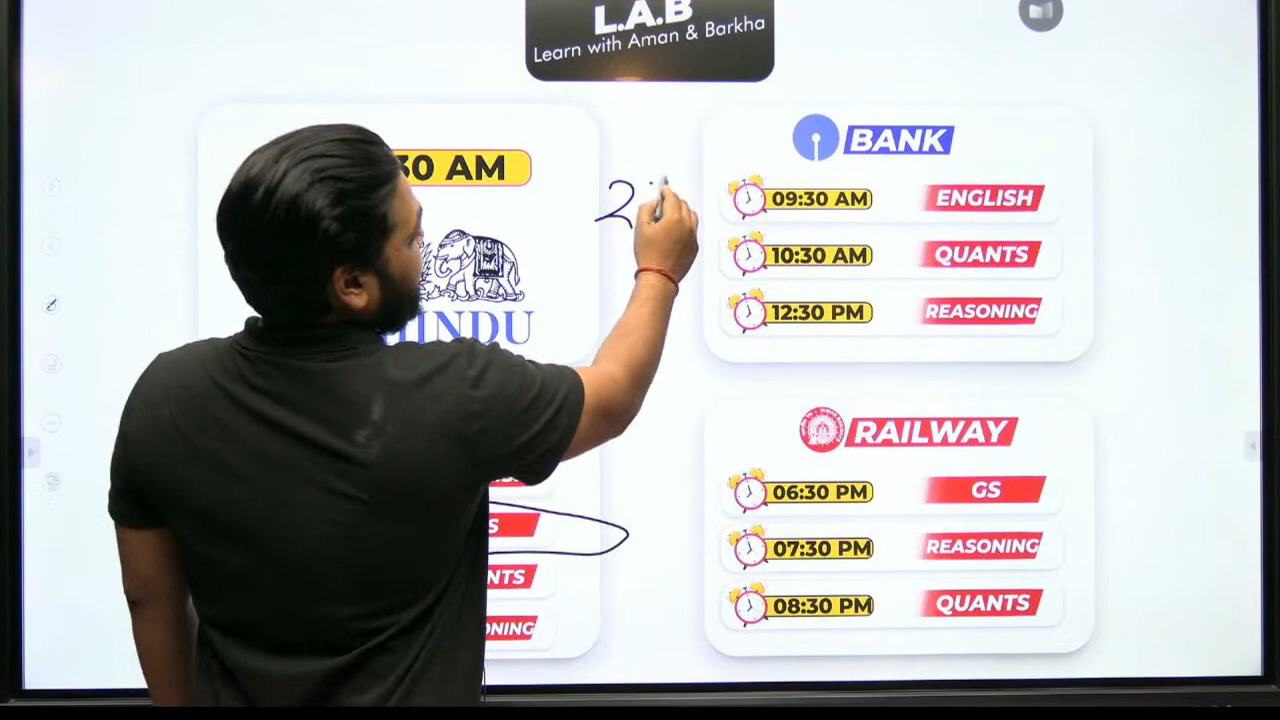 L.A.B
Learn with Aman & Barkha
30 AM
HINDU
2
S
NTS
ONING
BANK
09:30 AM ENGLISH
10:30 AM QUANTS
12:30 PM REASONING
RAILWAY
06:30 PM GS
07:30 PM REASONING
08:30 PM QUANTS